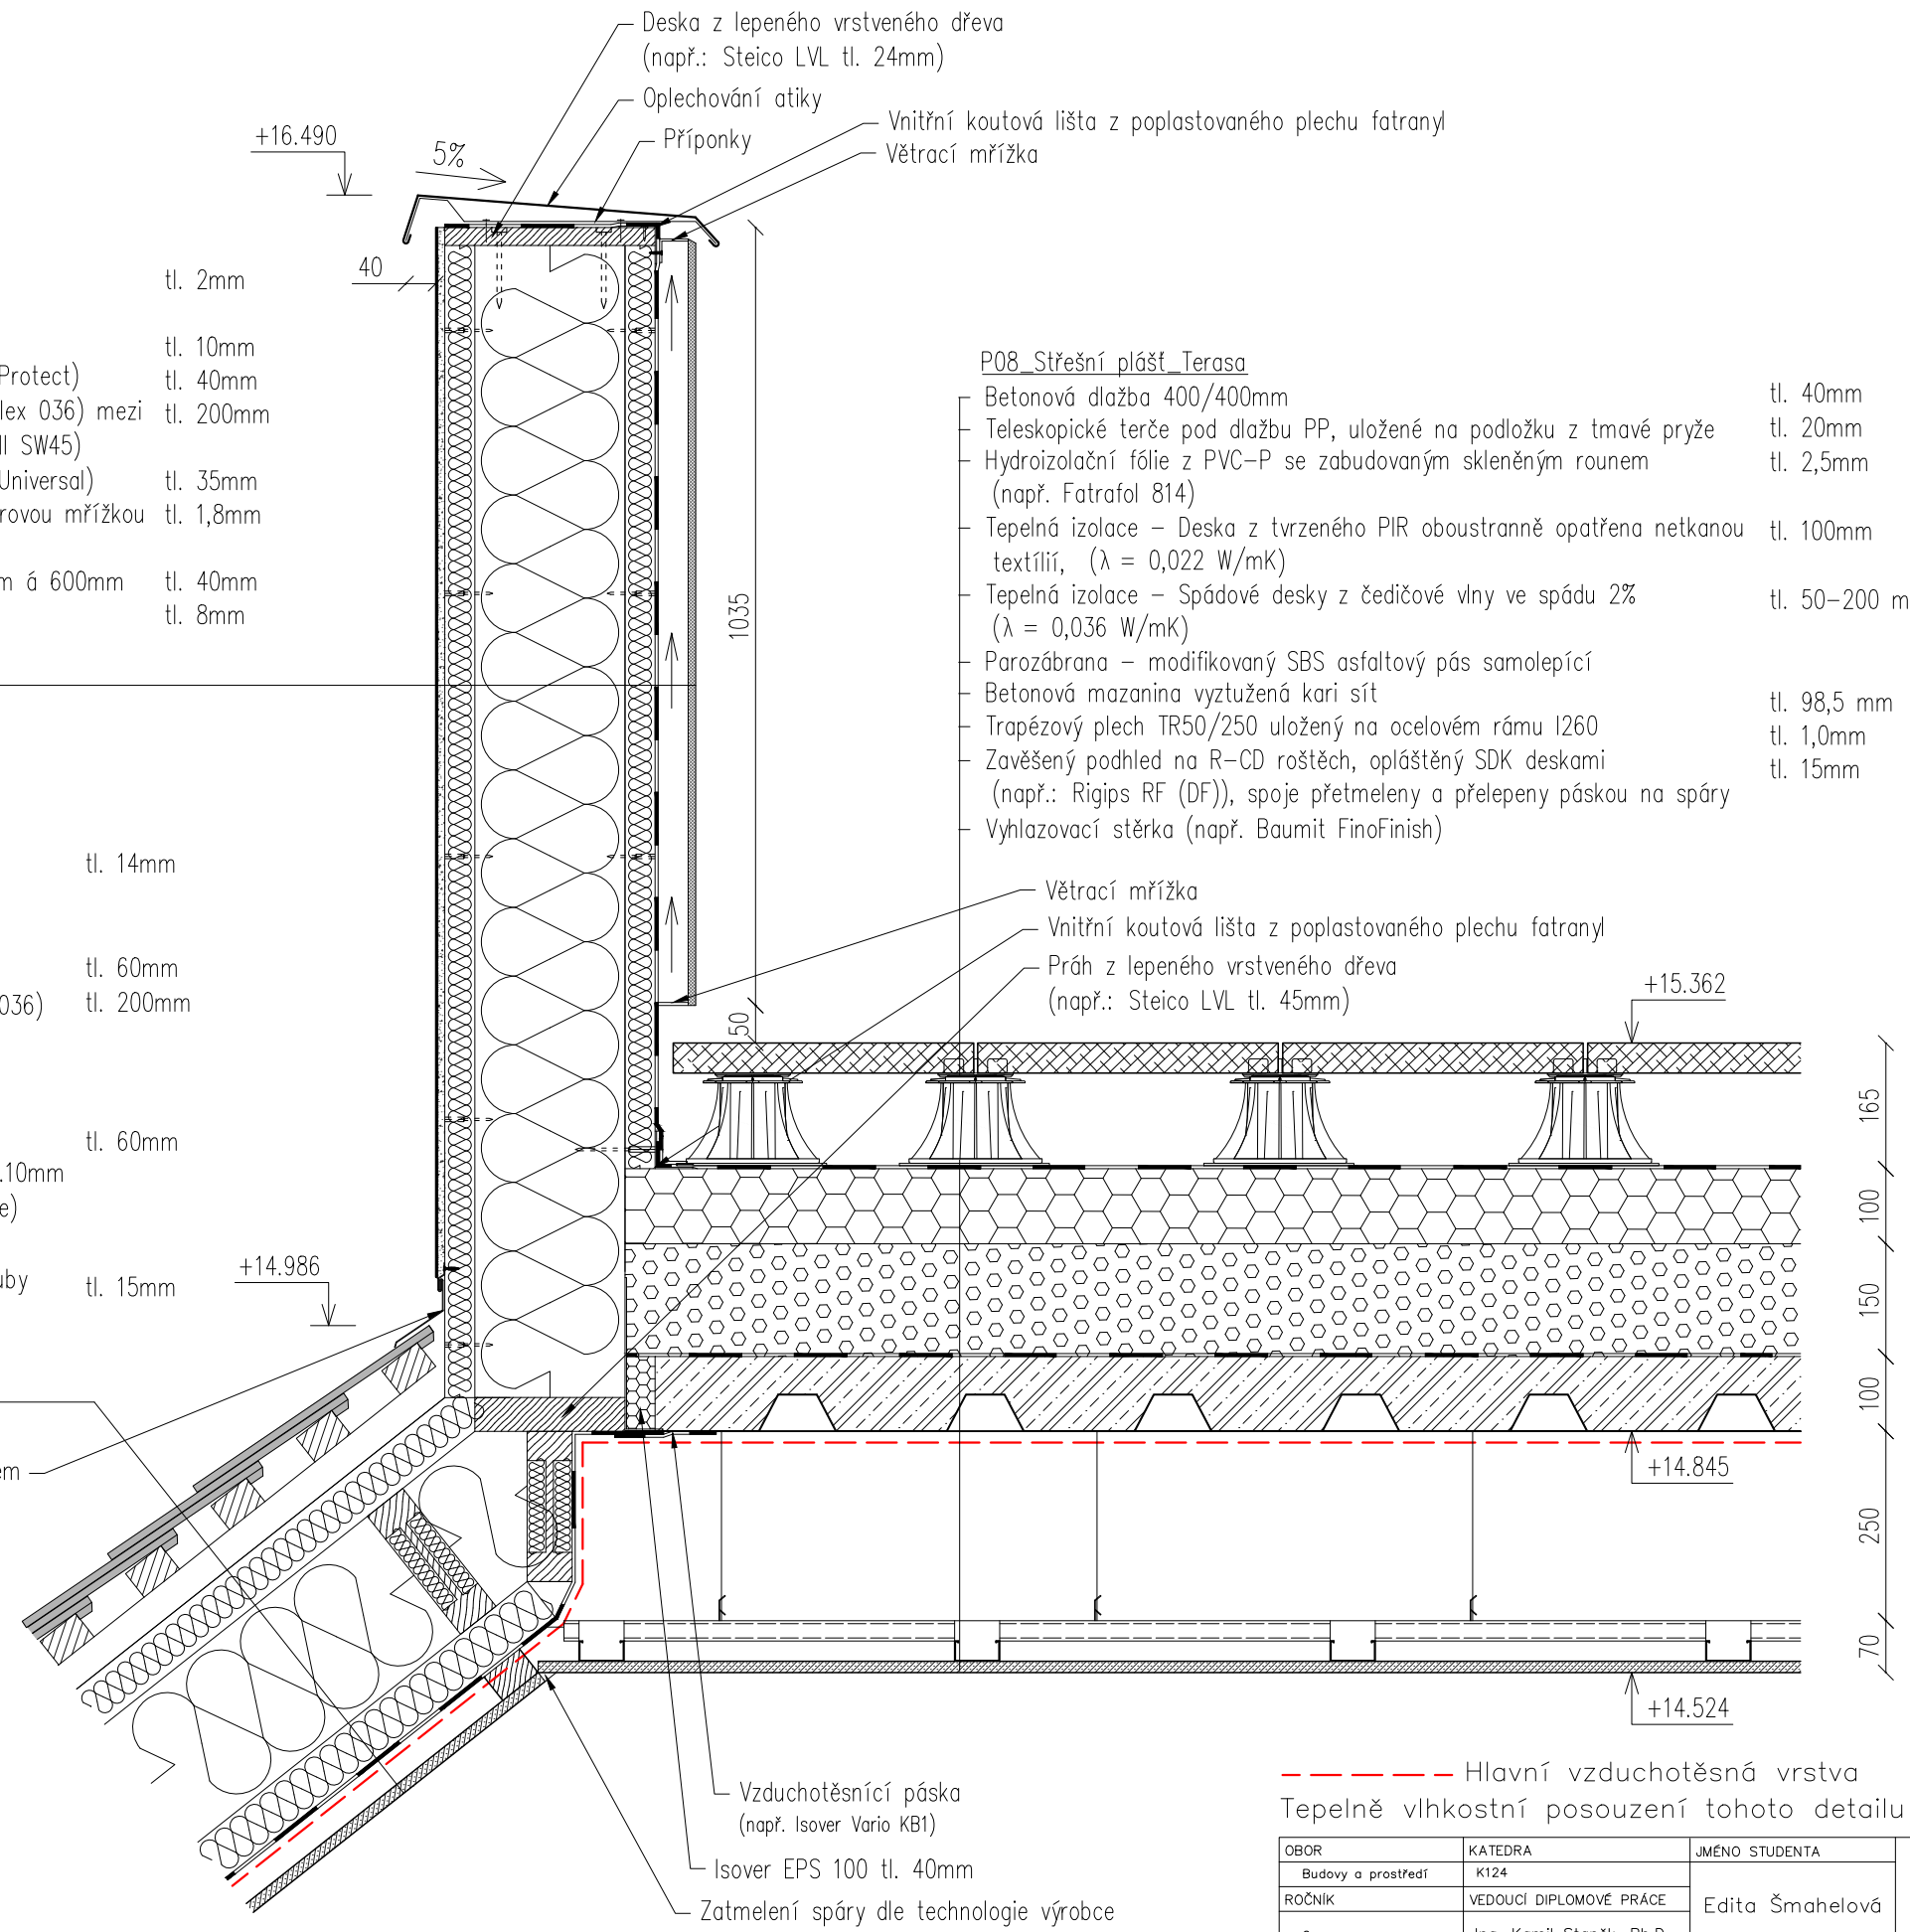 Deska z lepeného vrstveného dřeva
(např.: Steico LVL tl. 24mm)
Oplechování atiky
Příponky
Vnitřní koutová lišta z poplastovaného plechu fatranyl
Větrací mřížka
+16.490
5%
40
tl. 2mm
tl. 10mm
Protect) tl. 40mm
lex 036) mezi tl. 200mm
ll SW45)
Universal) tl. 35mm
rovou mřížkou tl. 1,8mm
m á 600mm tl. 40mm
tl. 8mm
1035
50
P08_Střešní plášť_Terasa
Betonová dlažba 400/400mm tl. 40mm
Teleskopické terče pod dlažbu PP, uložené na podložku z tmavé pryže tl. 20mm
Hydroizolační fólie z PVC-P se zabudovaným skleněným rounem tl. 2,5mm
(např. Fatrafol 814)
Tepelná izolace – Deska z tvrzeného PIR oboustranně opatřena netkanou tl. 100mm
textílií, (λ = 0,022 W/mK)
Tepelná izolace – Spádové desky z čedičové vlny ve spádu 2% tl. 50-200 m
(λ = 0,036 W/mK)
Parozábrana – modifikovaný SBS asfaltový pás samolepící
Betonová mazanina vyztužená kari sít tl. 98,5 mm
Trapézový plech TR50/250 uložený na ocelovém rámu I260 tl. 1,0mm
Zavěšený podhled na R-CD roštěch, opláštěný SDK deskami tl. 15mm
(např.: Rigips RF (DF)), spoje přetmeleny a přelepeny páskou na spáry
Vyhlazovací stěrka (např. Baumit FinoFinish)
tl. 14mm
tl. 60mm
036) tl. 200mm
tl. 60mm
.10mm
e)
uby tl. 15mm
+14.986
em
Větrací mřížka
Vnitřní koutová lišta z poplastovaného plechu fatranyl
Práh z lepeného vrstveného dřeva
(např.: Steico LVL tl. 45mm)
+15.362
165
100
150
100
250
70
+14.845
+14.524
Vzduchotěsnící páska
(např. Isover Vario KB1)
Isover EPS 100 tl. 40mm
Zatmelení spáry dle technologie výrobce
Hlavní vzduchotěsná vrstva
Tepelně vlhkostní posouzení tohoto detailu
OBOR KATEDRA JMÉNO STUDENTA
Budovy a prostředí K124
ROČNÍK VEDOUCÍ DIPLOMOVÉ PRÁCE
Edita Šmahelová
Ing. Kamil Staněk, Ph.D.